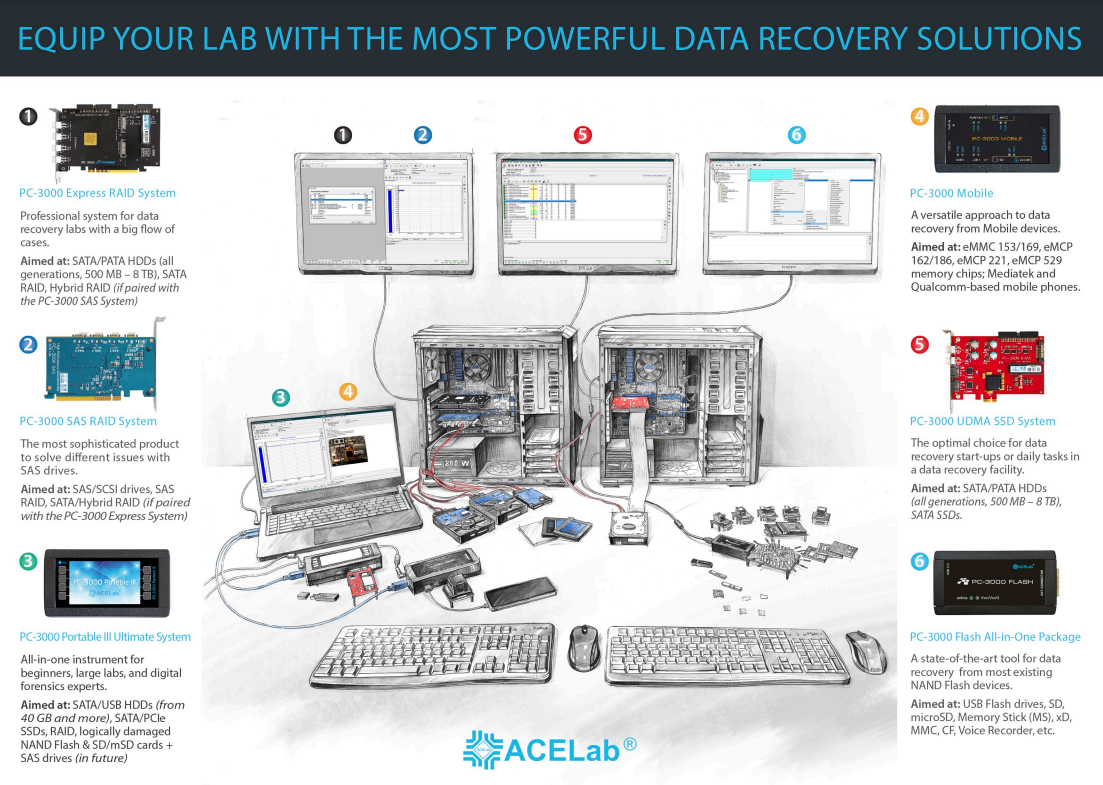 EQUIP YOUR LAB WITH THE MOST POWERFUL DATA RECOVERY SOLUTIONS
1
PC-3000 Express RAID System
Professional system for data
recovery labs with a big flow of
cases.
Aimed at: SATA/PATA HDDs (all
generations, 500 MB – 8 TB), SATA
RAID, Hybrid RAID (if paired with
the PC-3000 SAS System)
2
PC-3000 SAS RAID System
The most sophisticated product
to solve different issues with
SAS drives.
Aimed at: SAS/SCSI drives, SAS
RAID, SATA/Hybrid RAID (if paired
with the PC-3000 Express System)
3
PC-3000 Portable III
ACELab
PC-3000 Portable III Ultimate System
All-in-one instrument for
beginners, large labs, and digital
forensics experts.
Aimed at: SATA/USB HDDs (from
40 GB and more), SATA/PCIe
SSDs, RAID, logically damaged
NAND Flash & SD/mSD cards +
SAS drives (in future)
1
2
5
6
3
4
ACELab®
4
PC-3000 MOBILE
PC-3000 Mobile
A versatile approach to data
recovery from Mobile devices.
Aimed at: eMMC 153/169, eMCP
162/186, eMCP 221, eMCP 529
memory chips; Mediatek and
Qualcomm-based mobile phones.
5
PC-3000 UDMA SSD System
The optimal choice for data
recovery start-ups or daily tasks in
a data recovery facility.
Aimed at: SATA/PATA HDDs
(all generations, 500 MB – 8 TB),
SATA SSDs.
6
ACELab
PC-3000 FLASH
active Vcc/VccQ
PC-3000 Flash All-in-One Package
A state-of-the-art tool for data
recovery from most existing
NAND Flash devices.
Aimed at: USB Flash drives, SD,
microSD, Memory Stick (MS), xD,
MMC, CF, Voice Recorder, etc.